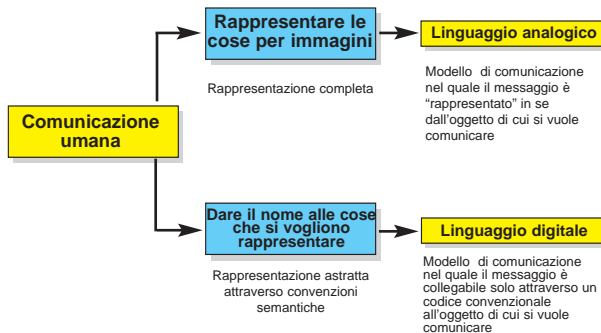 Rappresentare le
cose per immagini
Linguaggio analogico
Rappresentazione completa
Modello di comunicazione
nel quale il messaggio è
“rappresentato” in se
dall'oggetto di cui si vuole
comunicare
Comunicazione
umana
Dare il nome alle cose
che si vogliono
rappresentare
Linguaggio digitale
Rappresentazione astratta
attraverso convenzioni
semantiche
Modello di comunicazione
nel quale il messaggio è
collegabile solo attraverso un
codice convenzionale
all'oggetto di cui si vuole
comunicare